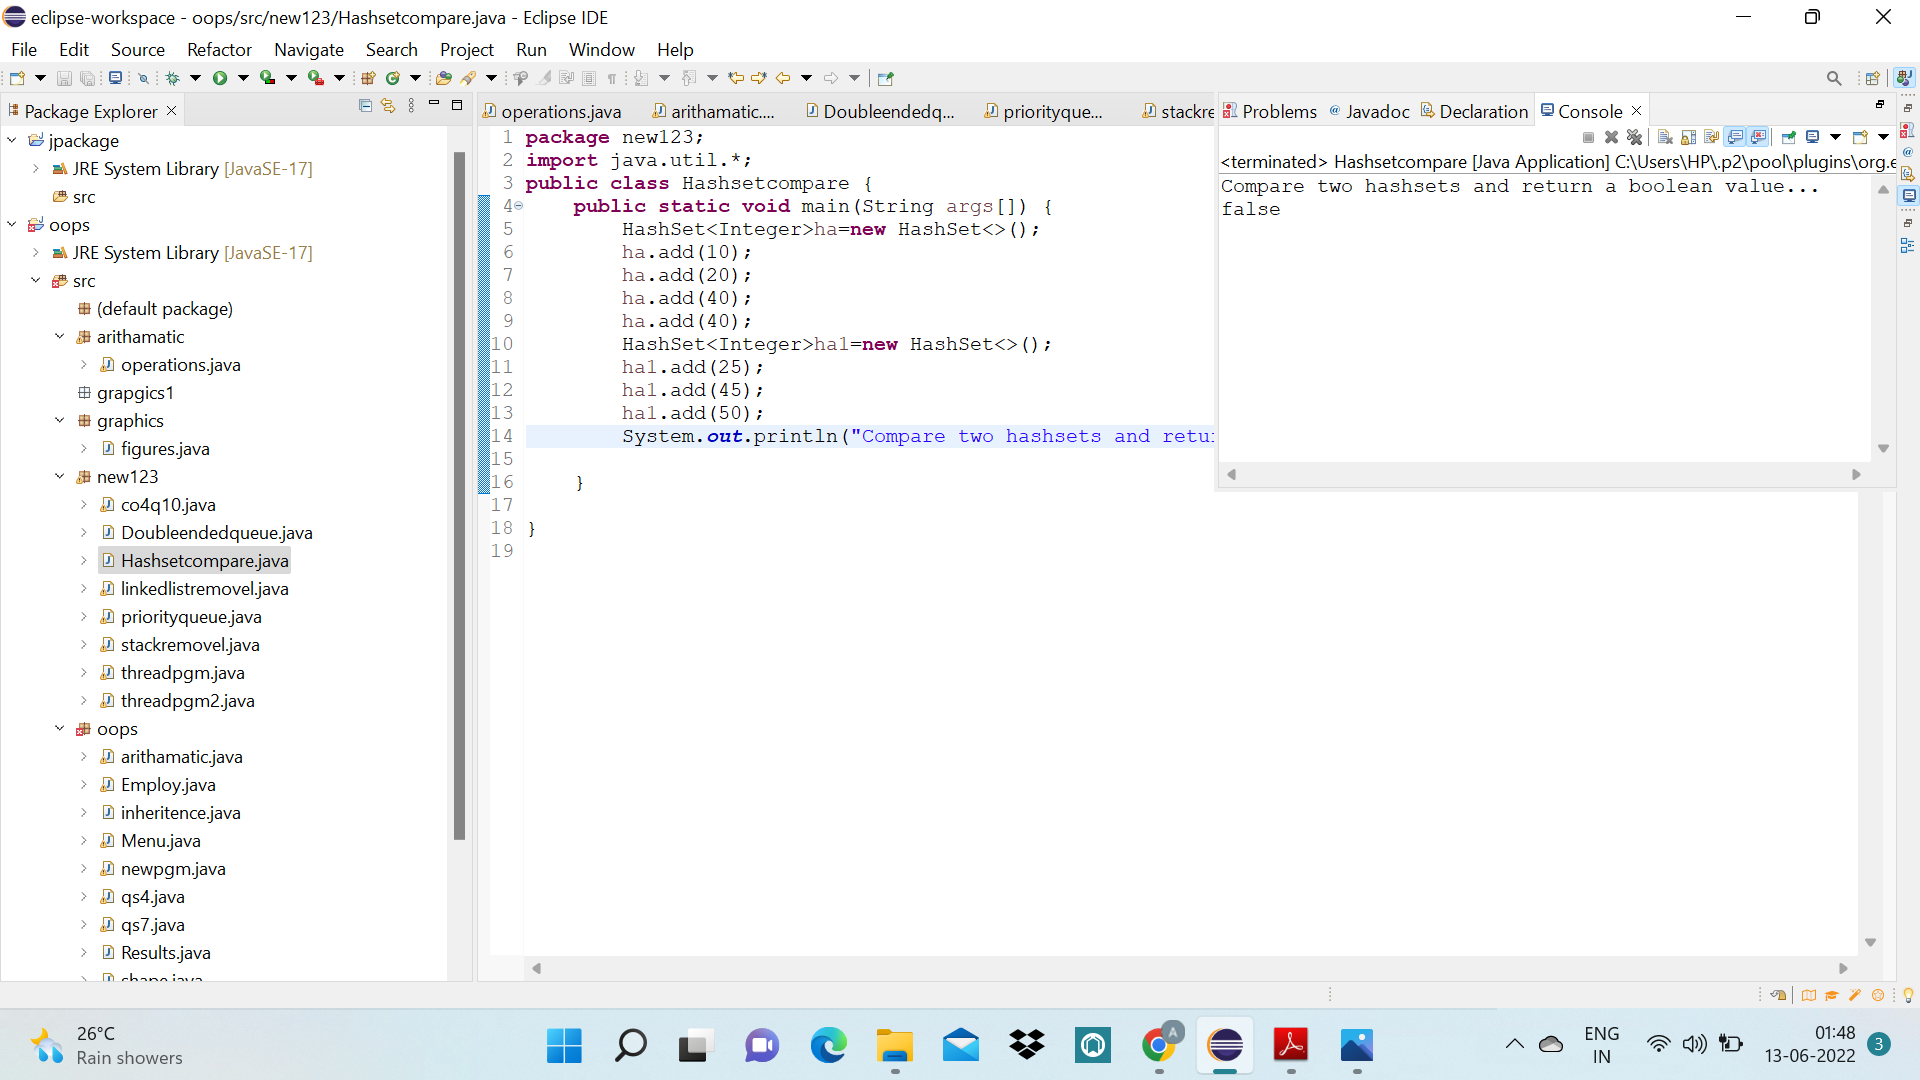 eclipse-workspace - oops/src/new123/Hashsetcompare.java - Eclipse IDE
File Edit Source Refactor Navigate Search Project Run Window Help
Package Explorer
jpackage
JRE System Library [JavaSE-17]
src
oops
JRE System Library [JavaSE-17]
src
(default package)
arithamatic
operations.java
grapgics1
graphics
figures.java
new123
co4q10.java
Doubleendedqueue.java
Hashsetcompare.java
linkedlistremovel.java
priorityqueue.java
stackremovel.java
threadpgm.java
threadpgm2.java
oops
arithamatic.java
Employ.java
inheritence.java
Menu.java
newpgm.java
qs4.java
qs7.java
Results.java
shape.java
operations.java arithamatic.... Doubleendedq... priorityque... stackre
1 package new123;
2 import java.util.*;
3 public class Hashsetcompare {
4 public static void main(String args[]) {
5 HashSet<Integer>ha=new HashSet<>();
6 ha.add(10);
7 ha.add(20);
8 ha.add(40);
9 ha.add(40);
10 HashSet<Integer>ha1=new HashSet<>();
11 ha1.add(25);
12 ha1.add(45);
13 ha1.add(50);
14 System.out.println("Compare two hashsets and retu
15
16 }
17
18 }
19
Problems Javadoc Declaration Console
<terminated> Hashsetcompare [Java Application] C:\Users\HP\.p2\pool\plugins\org.e
Compare two hashsets and return a boolean value...
false
26°C
Rain showers
A
ENG
IN
01:48
13-06-2022
3